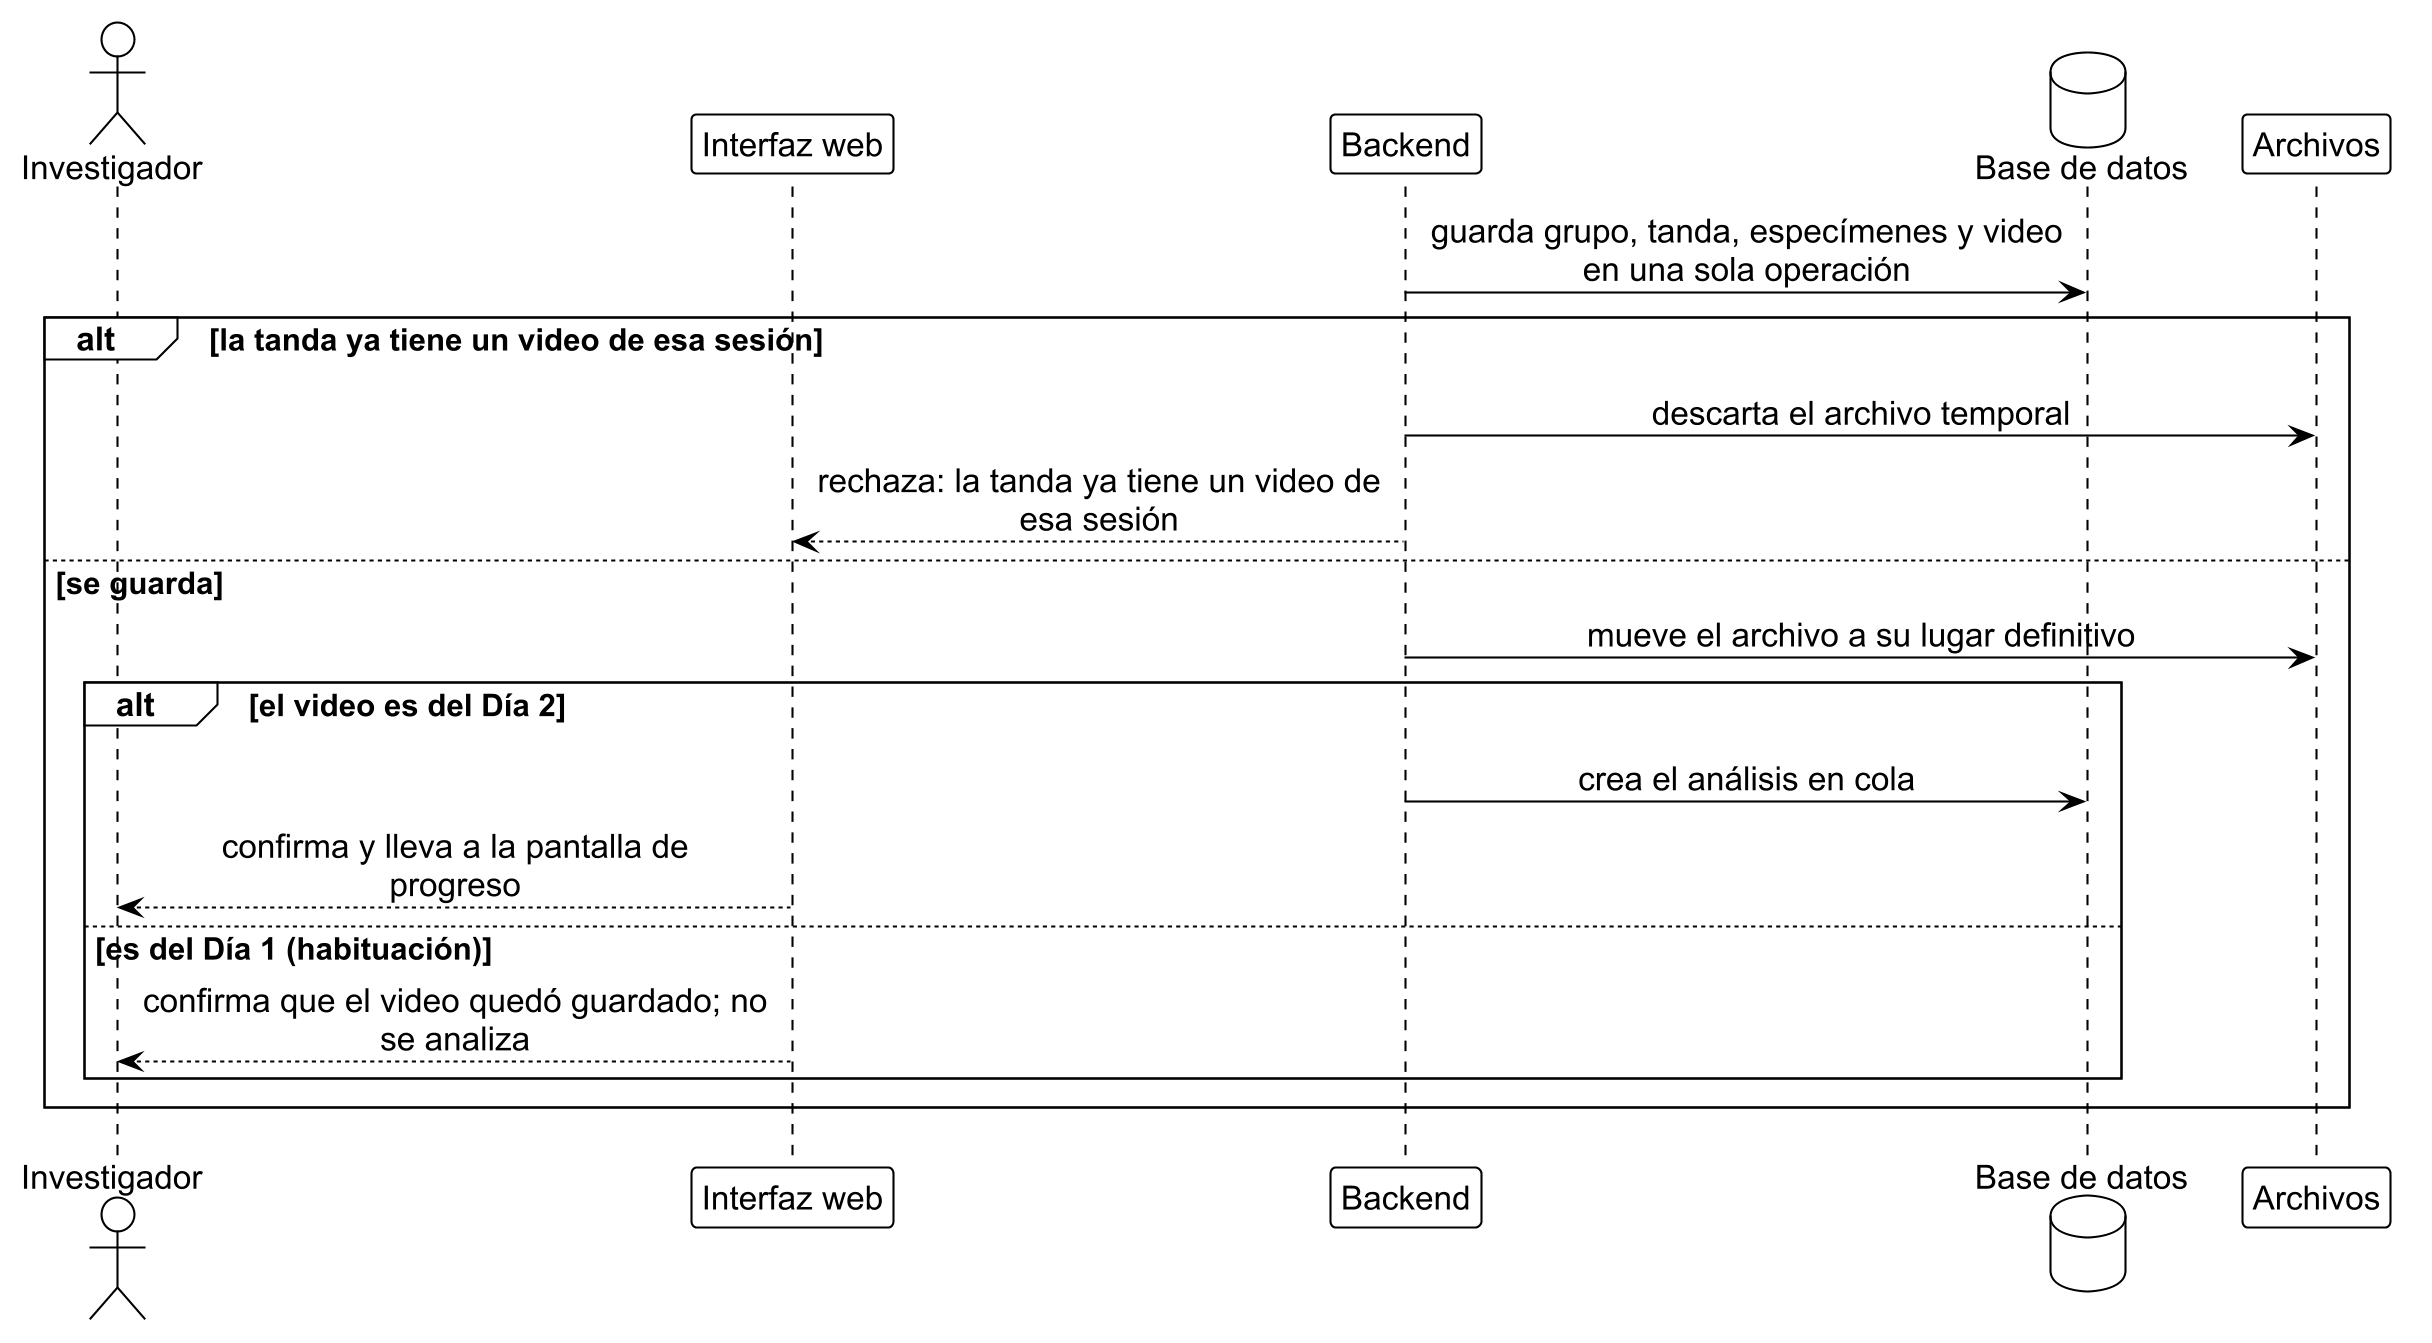 Investigador
Interfaz web
Backend
Base de datos
Archivos
guarda grupo, tanda, especímenes y video
en una sola operación
alt
[la tanda ya tiene un video de esa sesión]
descarta el archivo temporal
rechaza: la tanda ya tiene un video de
esa sesión
[se guarda]
mueve el archivo a su lugar definitivo
alt
[el video es del Día 2]
crea el análisis en cola
confirma y lleva a la pantalla de
progreso
[es del Día 1 (habituación)]
confirma que el video quedó guardado; no
se analiza
Investigador
Interfaz web
Backend
Base de datos
Archivos